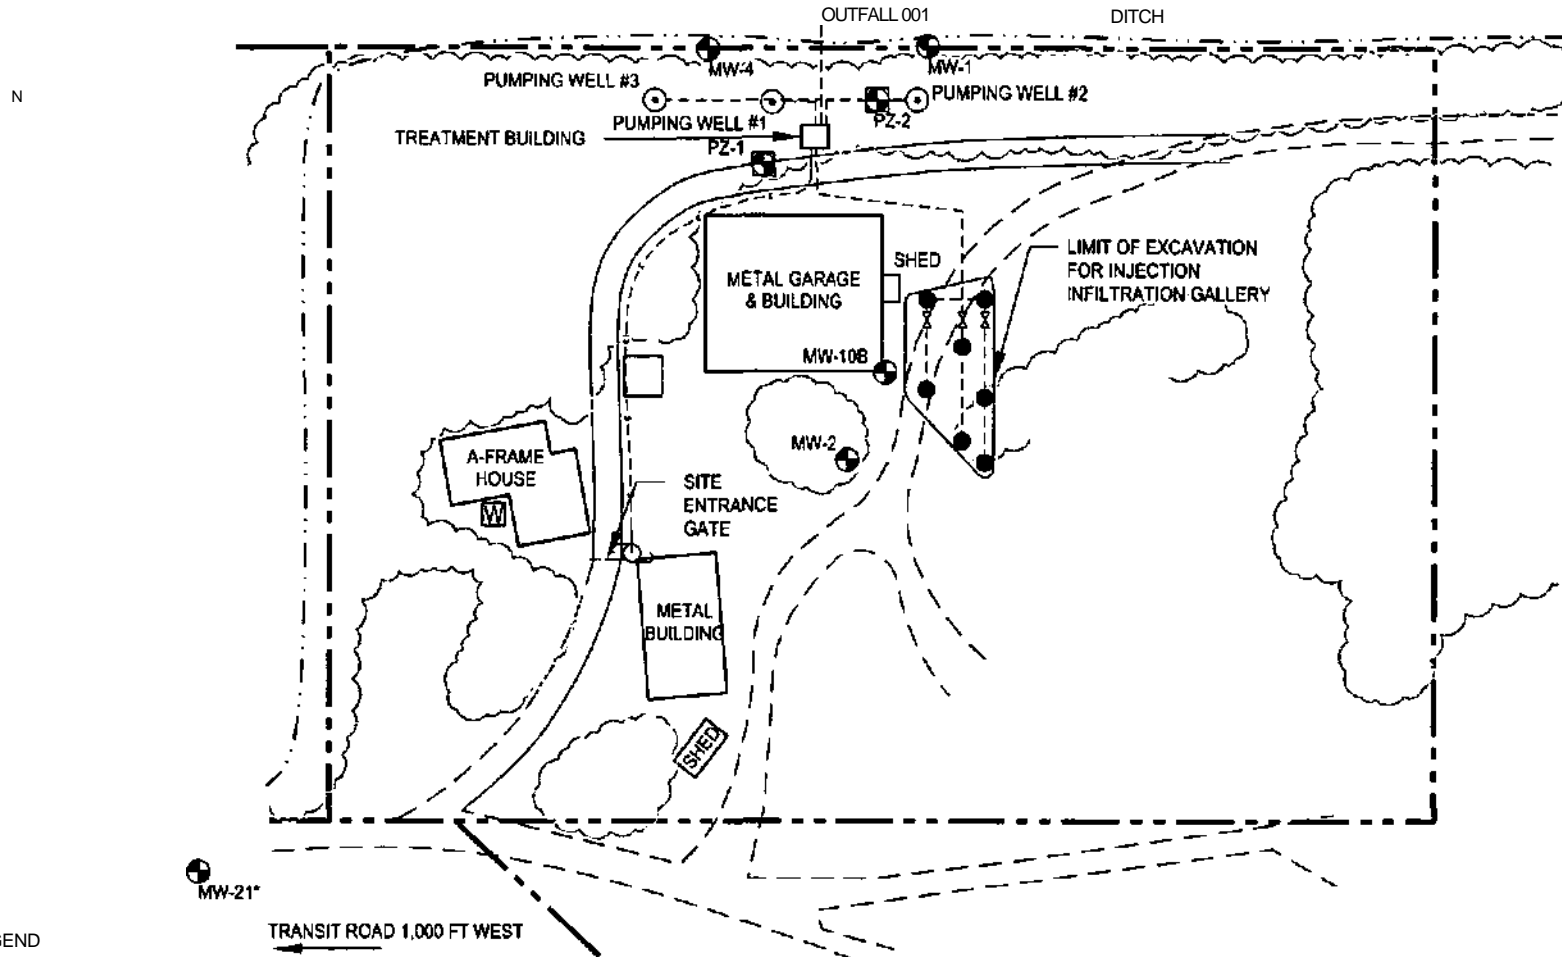 OUTFALL 001
DITCH
MW-4
MW-1
N
PUMPING WELL #3
PUMPING WELL #2
PUMPING WELL #1
PZ-2
TREATMENT BUILDING
PZ-1
SHED
LIMIT OF EXCAVATION
FOR INJECTION
INFILTRATION GALLERY
METAL GARAGE
& BUILDING
MW-10B
MW-2
A-FRAME
HOUSE
W
SITE
ENTRANCE
GATE
METAL
BUILDING
SHED
MW-21*
TRANSIT ROAD 1,000 FT WEST
GEND